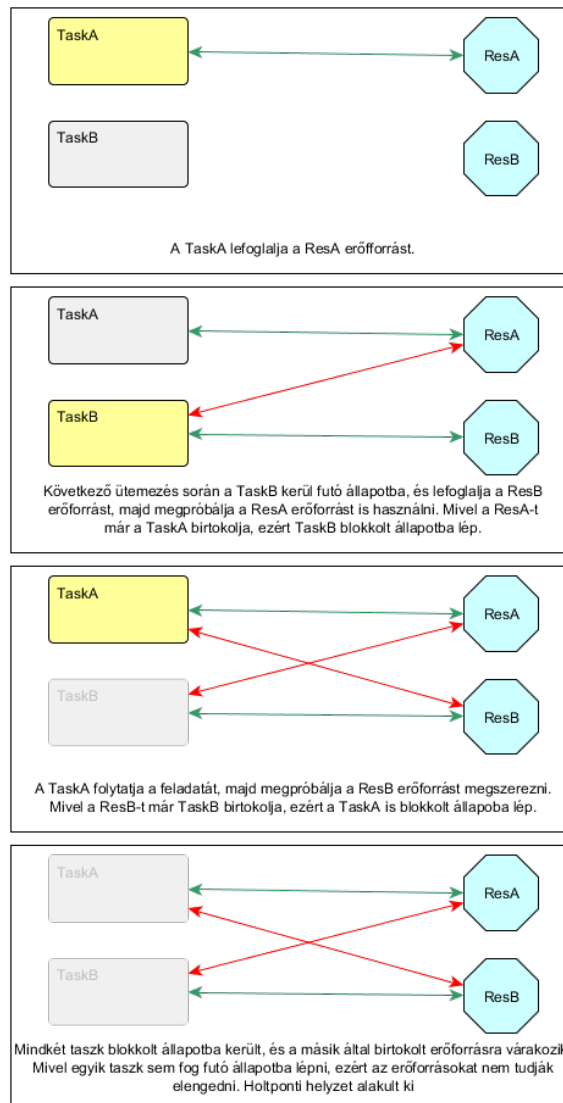 TaskA
ResA
TaskB
ResB
A TaskA lefoglalja a ResA erőfforrást.
TaskA
ResA
TaskB
ResB
Következő ütemezés során a TaskB kerül futó állapotba, és lefoglalja a ResB
erőforrást, majd megpróbálja a ResA erőforrást is használni. Mivel a ResA-t
már a TaskA birtokolja, ezért TaskB blokkolt állapotba lép.
TaskA
ResA
TaskB
ResB
A TaskA folytatja a feladatát, majd megpróbálja a ResB erőforrást megszerezni.
Mivel a ResB-t már TaskB birtokolja, ezért a TaskA is blokkolt állapoba lép.
TaskA
ResA
TaskB
ResB
Mindkét taszk blokkolt állapotba került, és a másik által birtokolt erőforrásra várakozik
Mivel egyik taszk sem fog futó állapotba lépni, ezért az erőforrásokat nem tudják
elengedni. Holtponti helyzet alakult ki